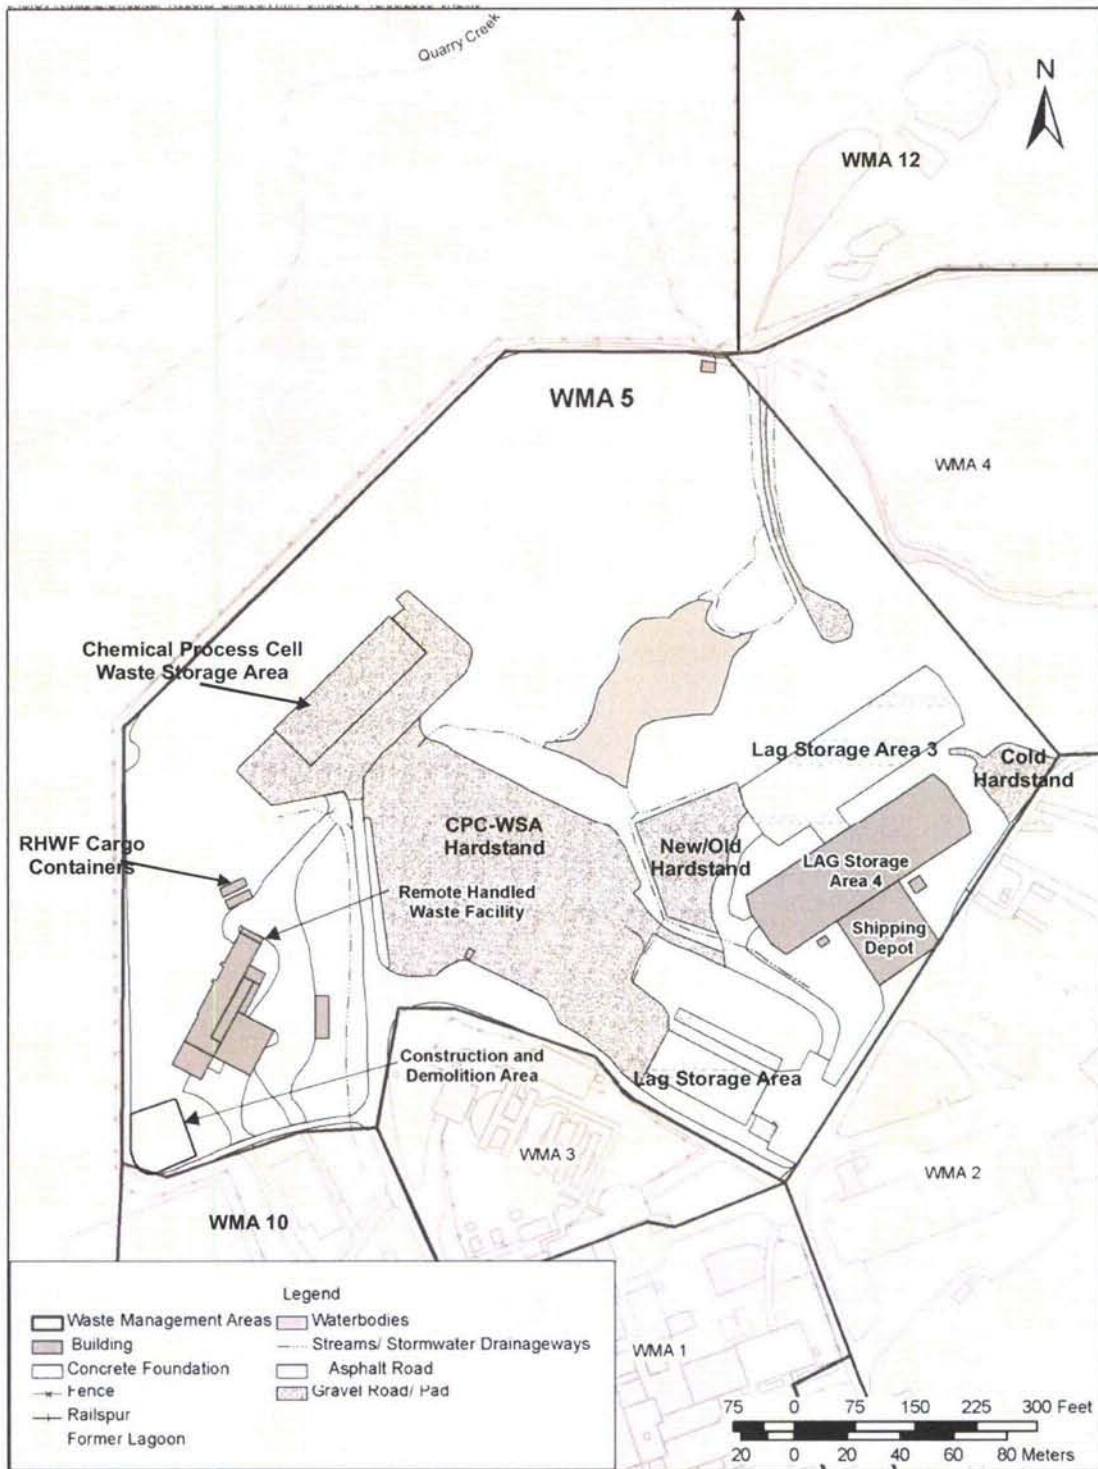 Quarry Creek
N
WMA 12
WMA 5
WMA 4
Chemical Process Cell
Waste Storage Area
Lag Storage Area 3
Cold
Hardstand
CPC-WSA
Hardstand
New/Old
Hardstand
RHWF Cargo
Containers
LAG Storage
Area 4
Remote Handled
Waste Facility
Shipping
Depot
Construction and
Demolition Area
Lag Storage Area
WMA 3
WMA 2
WMA 10
WMA 1
Legend
Waste Management Areas
Building
Concrete Foundation
Fence
Railspur
Former Lagoon
Waterbodies
Streams/ Stormwater Drainageways
Asphalt Road
Gravel Road/ Pad
75 0 75 150 225 300 Feet
20 0 20 40 60 80 Meters